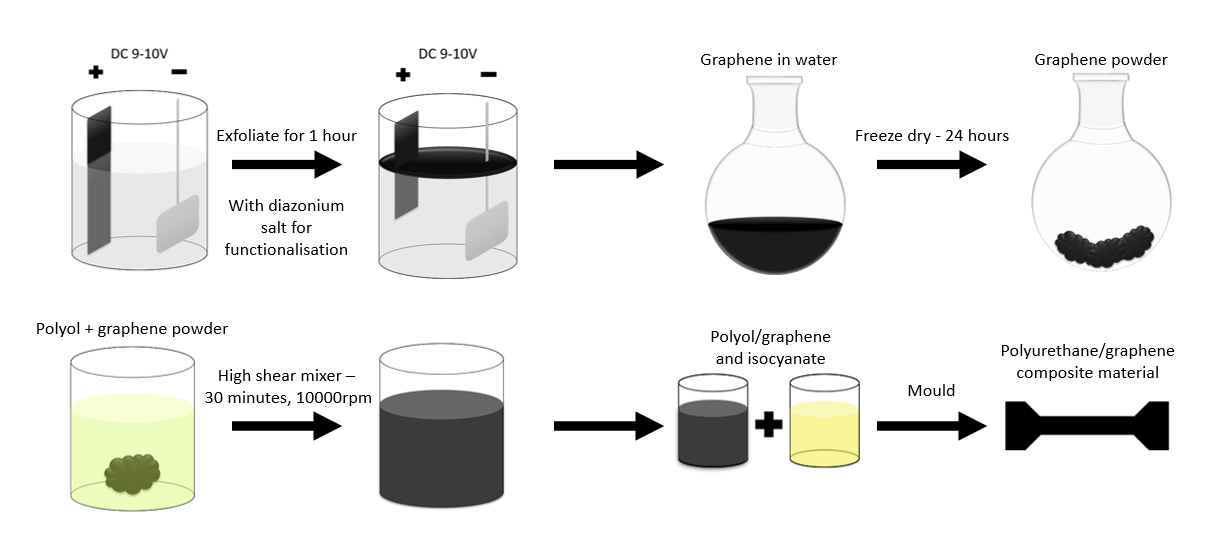 DC 9-10V
+ -
Exfoliate for 1 hour
With diazonium
salt for
functionalisation
DC 9-10V
+ -
Graphene in water
Freeze dry - 24 hours
Graphene powder
Polyol + graphene powder
High shear mixer –
30 minutes, 10000rpm
Polyol/graphene
and isocyanate
+
Mould
Polyurethane/graphene
composite material